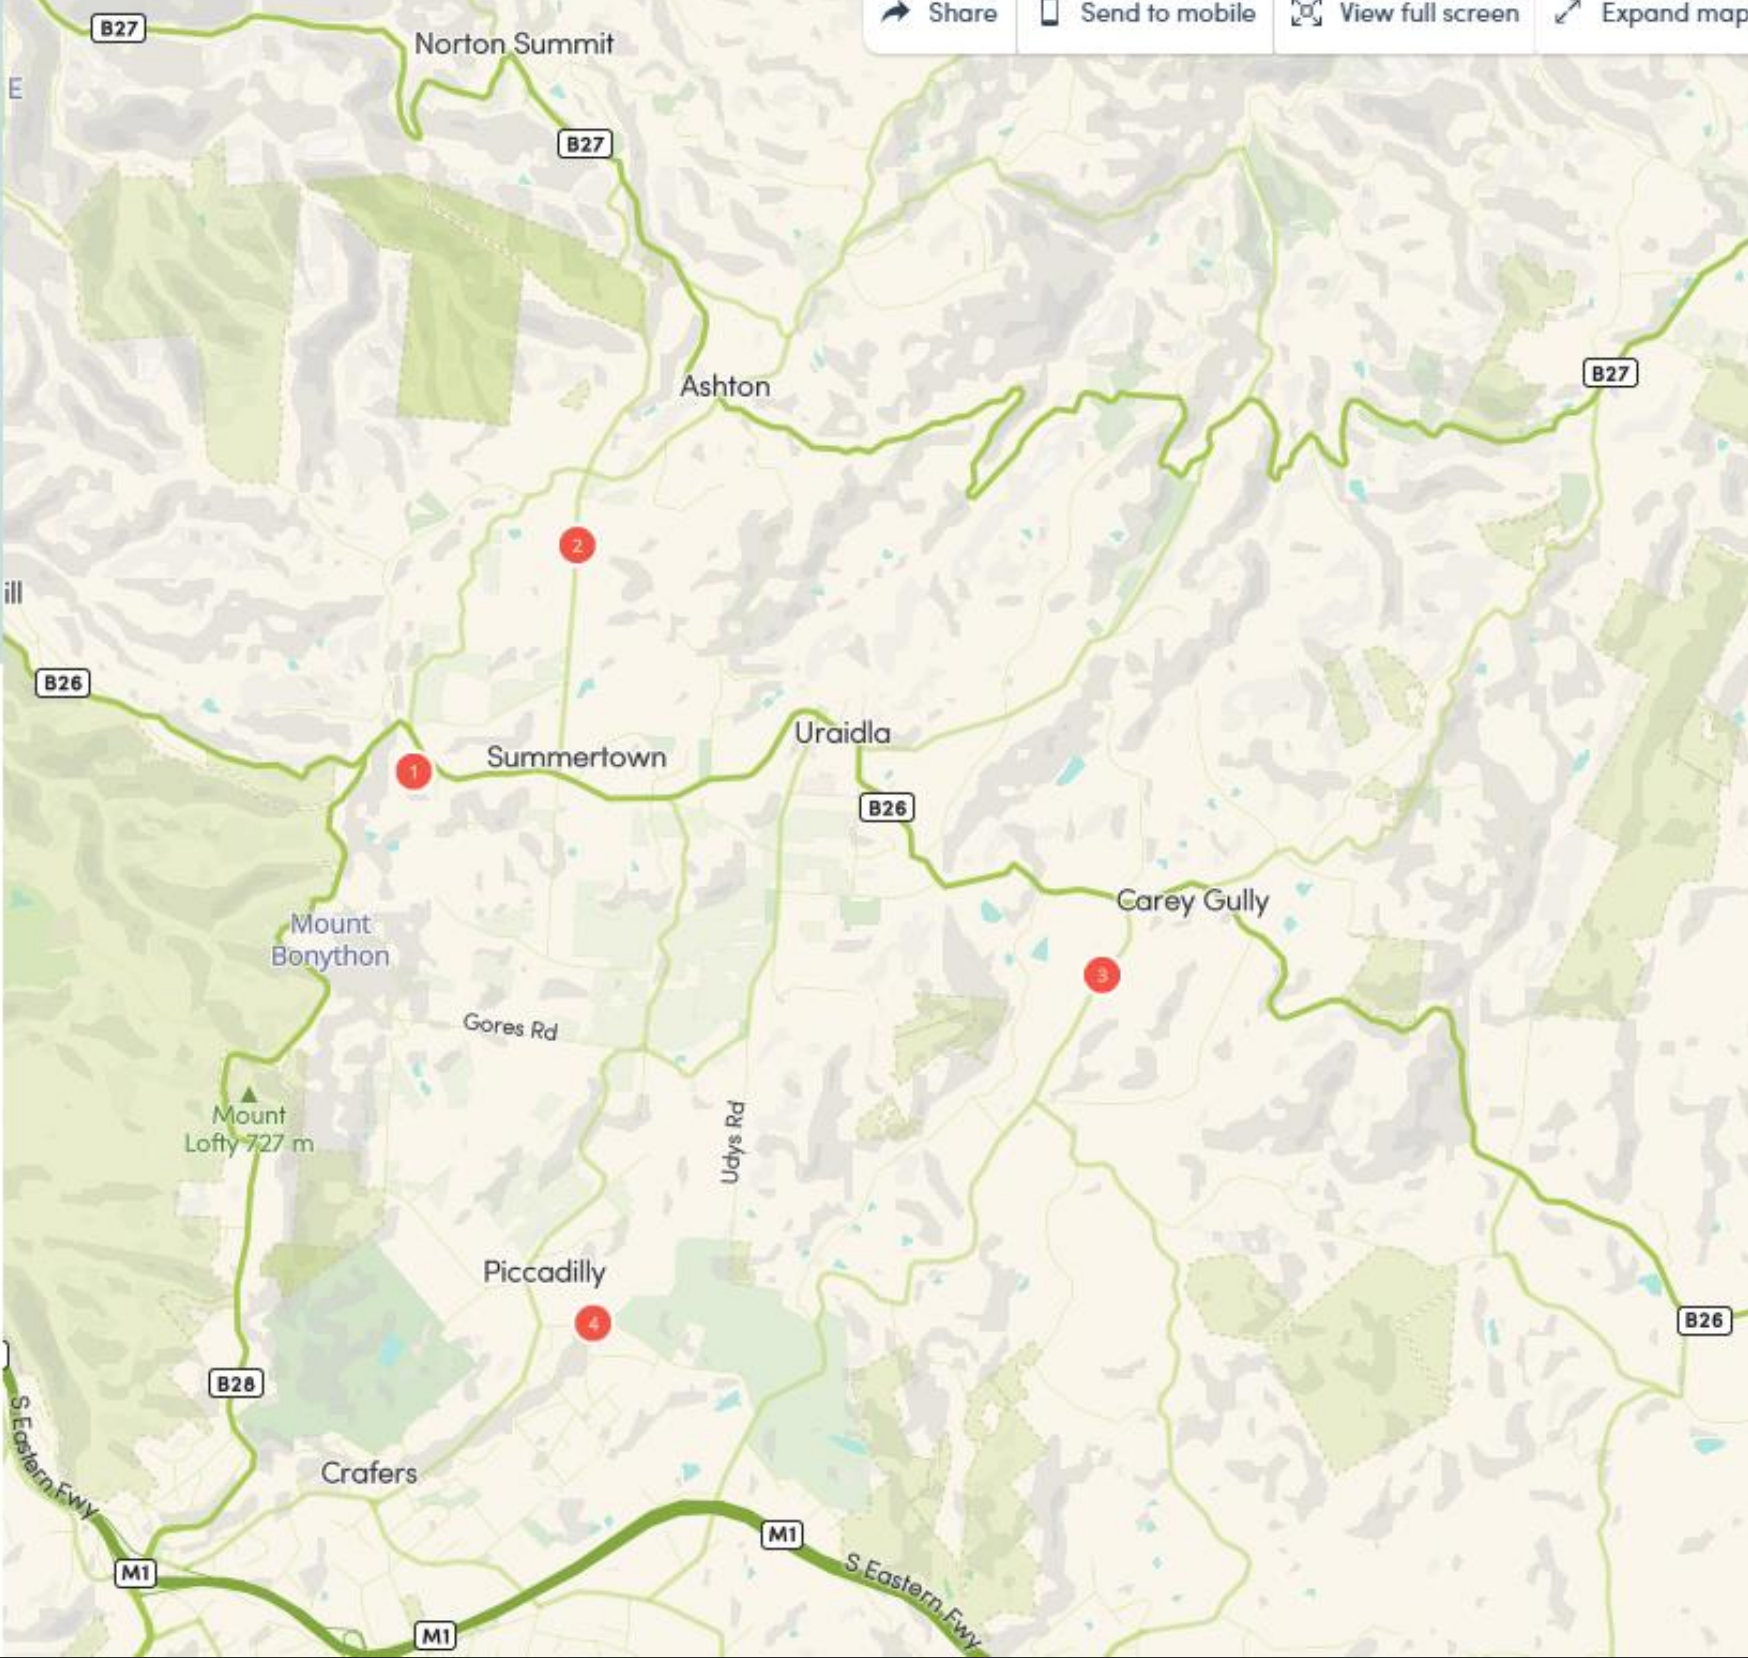 Share
Send to mobile
View full screen
Expand map
B27
Norton Summit
E
B27
B27
Ashton
2
ill
B26
Uraidla
Summertown
1
B26
Carey Gully
Mount
Bonython
3
Gores Rd
Mount
Lofty 727 m
Udys Rd
Piccadilly
4
B26
B28
S Eastern Fwy
Crafers
M1
M1
S Eastern Fwy
M1